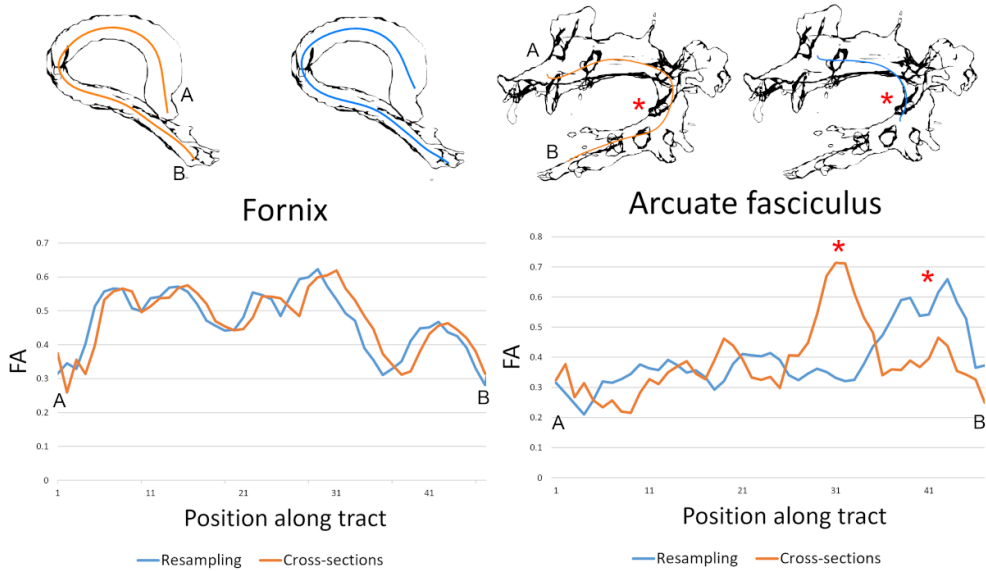 A
B
A
*
B
*
Fornix
Arcuate fasciculus
0.7
0.6
0.5
0.4
0.3
0.2
0.1
0
FA
A
B
1
11
21
31
41
Position along tract
Resampling
Cross-sections
0.8
0.7
0.6
0.5
0.4
0.3
0.2
0.1
0
FA
*
*
A
B
1
11
21
31
41
Position along tract
Resampling
Cross-sections